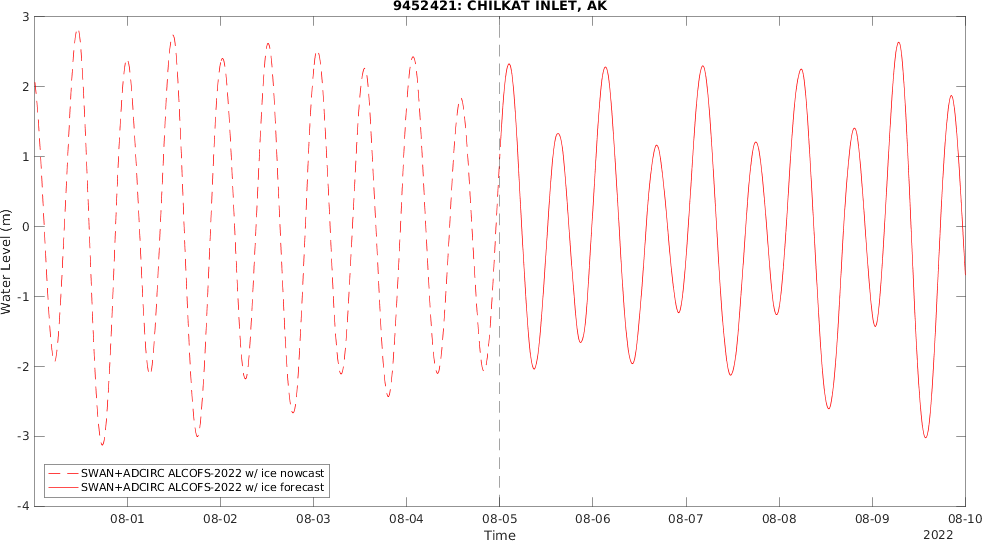 9452421: CHILKAT INLET, AK
Water Level (m)
3
2
1
0
-1
-2
-3
-4
SWAN+ADCIRC ALCOFS-2022 w/ ice nowcast
SWAN+ADCIRC ALCOFS-2022 w/ ice forecast
08-01 08-02 08-03 08-04 08-05 08-06 08-07 08-08 08-09 08-10
Time
2022